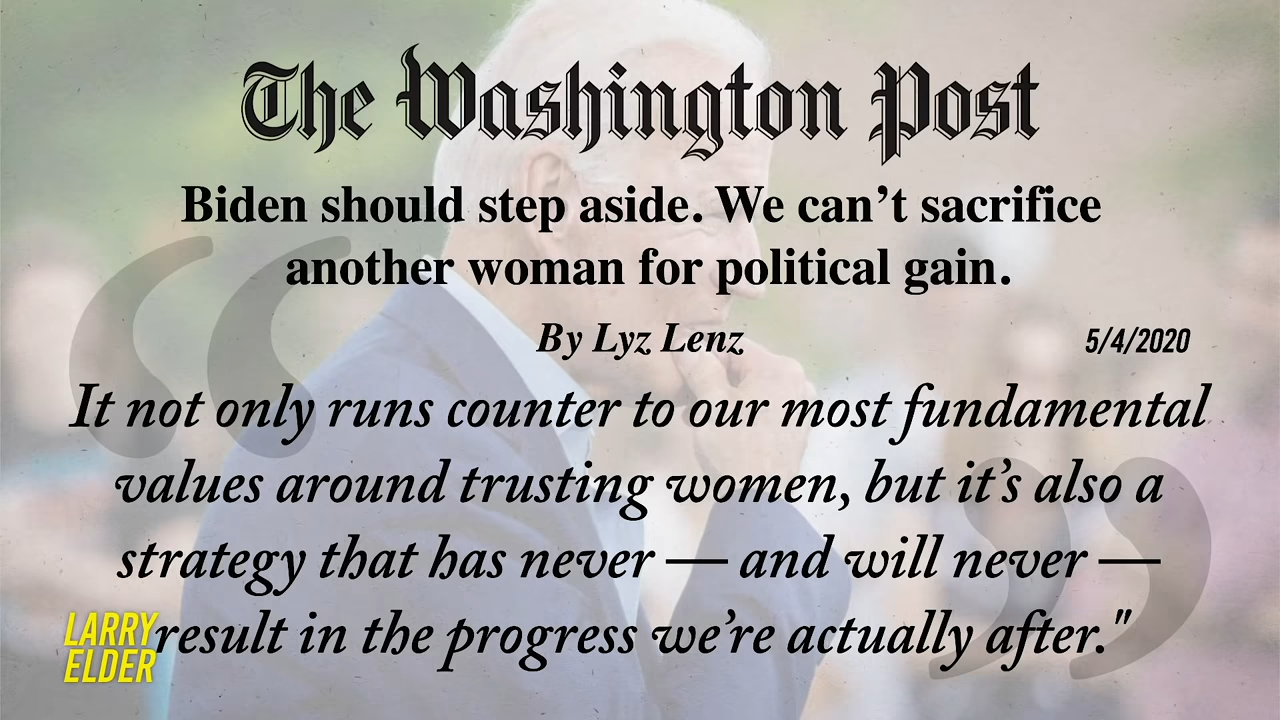 The Washington Post
Biden should step aside. We can’t sacrifice
another woman for political gain.
By Lyz Lenz
5/4/2020
It not only runs counter to our most fundamental
values around trusting women, but it’s also a
strategy that has never — and will never —
result in the progress we’re actually after."
LARRY
ELDER